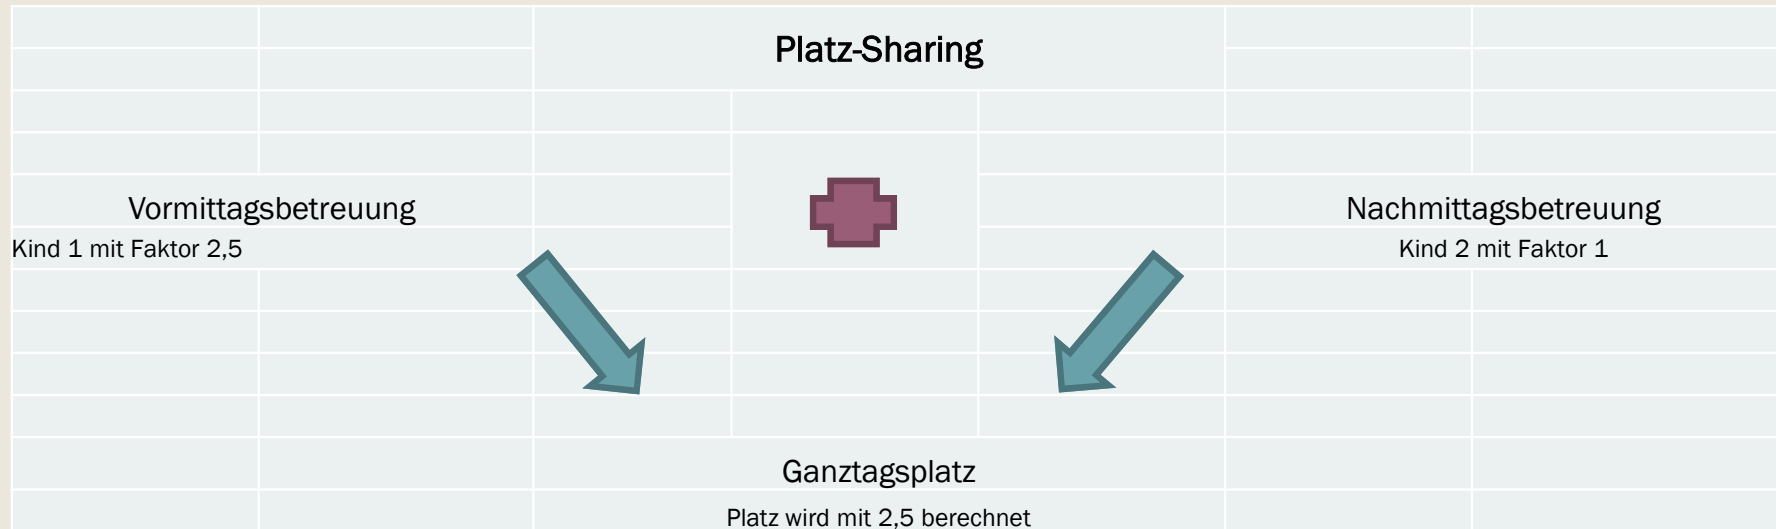 Platz-Sharing
Vormittagsbetreuung
Kind 1 mit Faktor 2,5
Nachmittagsbetreuung
Kind 2 mit Faktor 1
Ganztagsplatz
Platz wird mit 2,5 berechnet